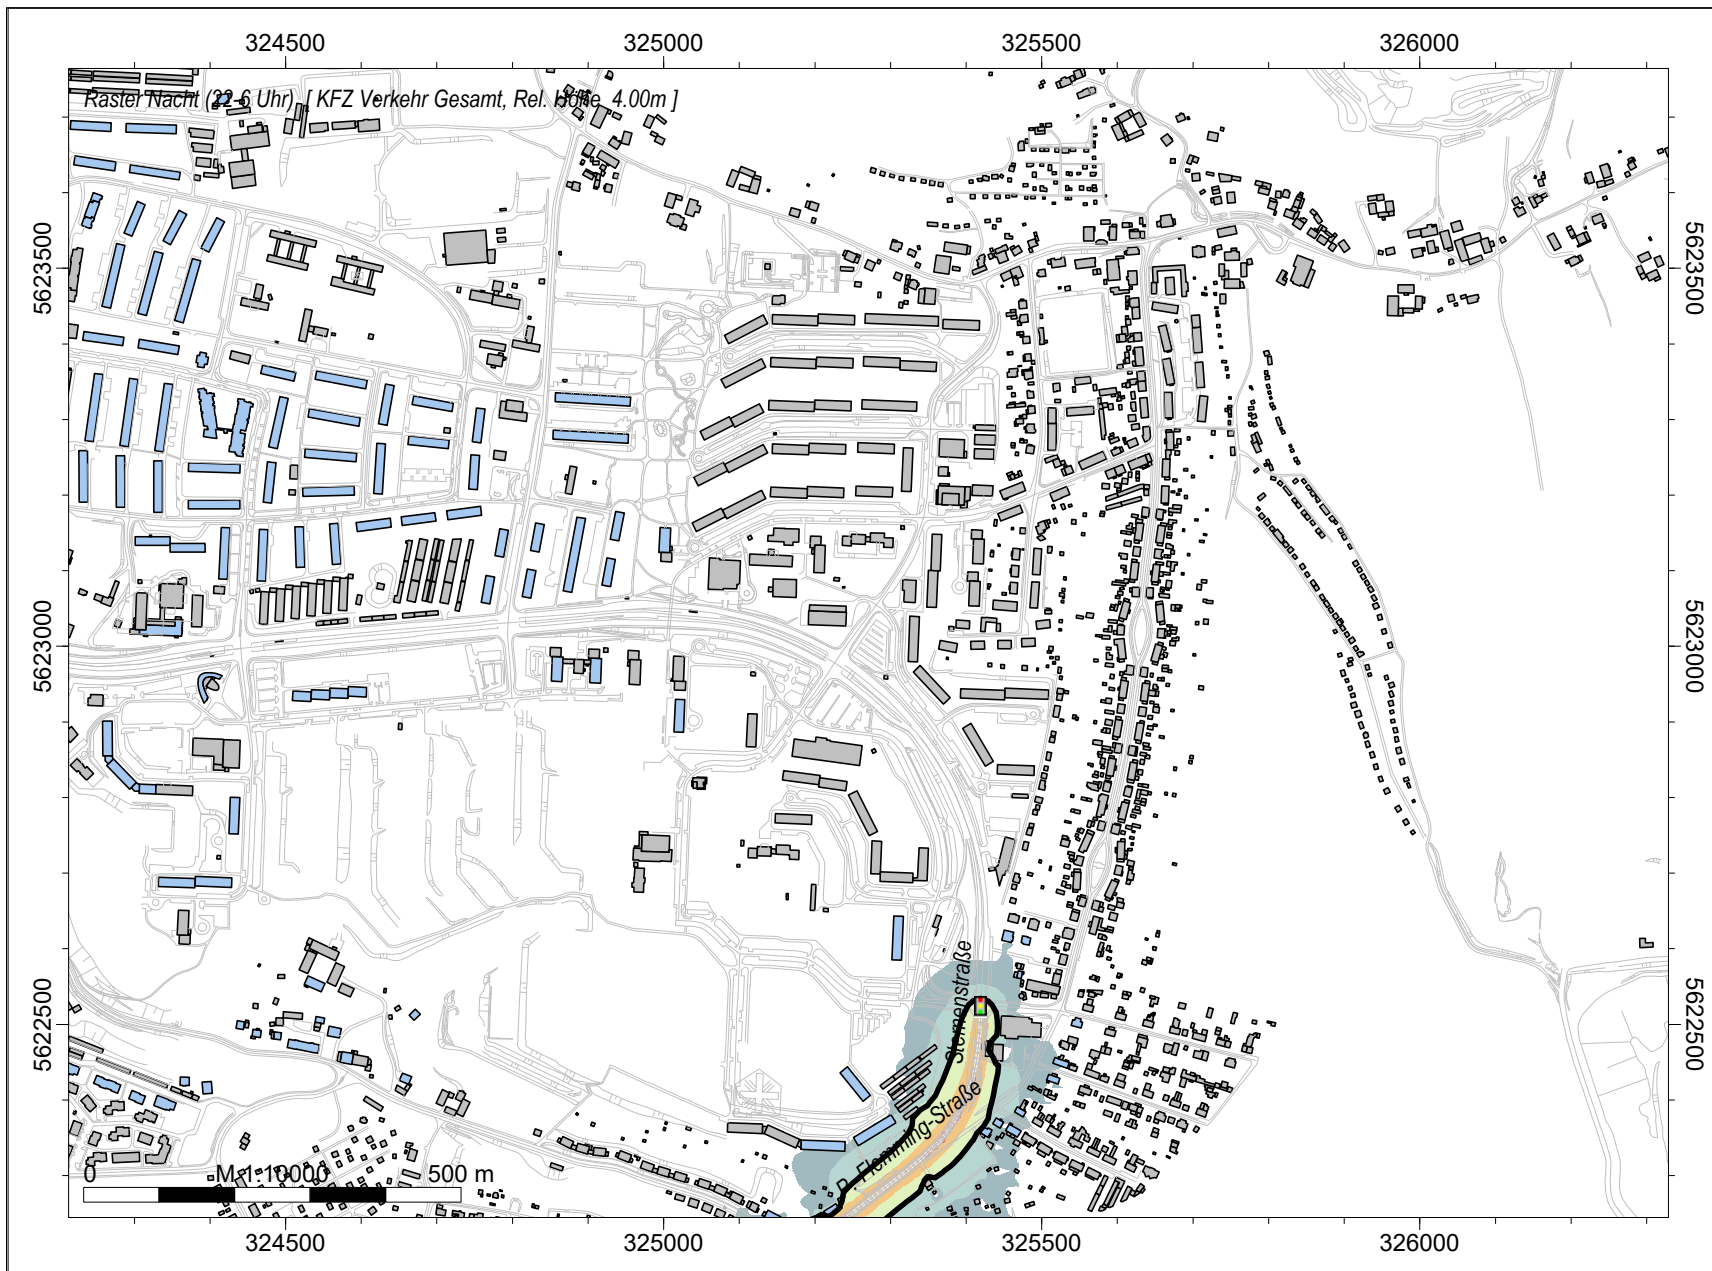 324500 325000 325500 326000
Raster Nacht (22-6 Uhr) [ KFZ Verkehr Gesamt, Rel. Höhe 4.00m ]
5623500
5623500
5623000
5623000
Sternenstraße
5622500
5622500
P.-Flemming-Straße
0 M 1:10000 500 m
324500 325000 325500 326000